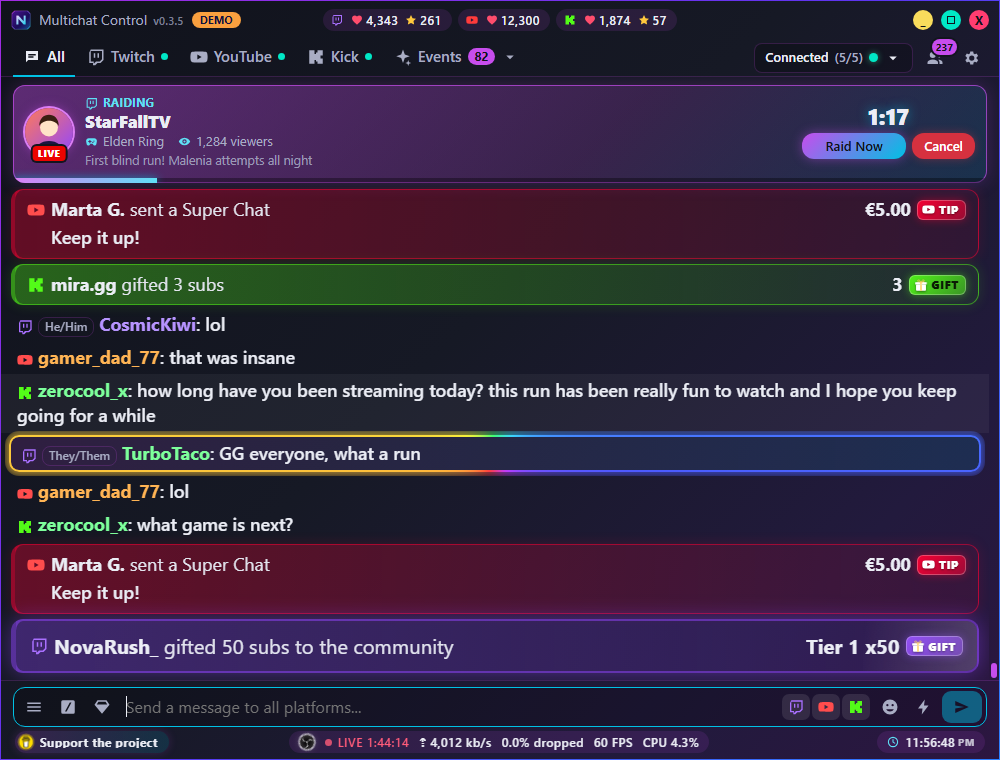 Multichat Control v0.3.5 DEMO
4,343 261 12,300 1,874 57
X
All Twitch YouTube Kick Events 82
Connected (5/5) 237
RAIDING
StarFallTV
Elden Ring 1,284 viewers
First blind run! Malenia attempts all night
LIVE
1:17
Raid Now Cancel
Marta G. sent a Super Chat €5.00 TIP
Keep it up!
mira.gg gifted 3 subs 3 GIFT
He/Him CosmicKiwi: lol
gamer_dad_77: that was insane
zerocool_x: how long have you been streaming today? this run has been really fun to watch and I hope you keep
going for a while
They/Them TurboTaco: GG everyone, what a run
gamer_dad_77: lol
zerocool_x: what game is next?
Marta G. sent a Super Chat €5.00 TIP
Keep it up!
NovaRush_ gifted 50 subs to the community Tier 1 x50 GIFT
Send a message to all platforms...
Support the project LIVE 1:44:14 4,012 kb/s 0.0% dropped 60 FPS CPU 4.3% 11:56:48 PM